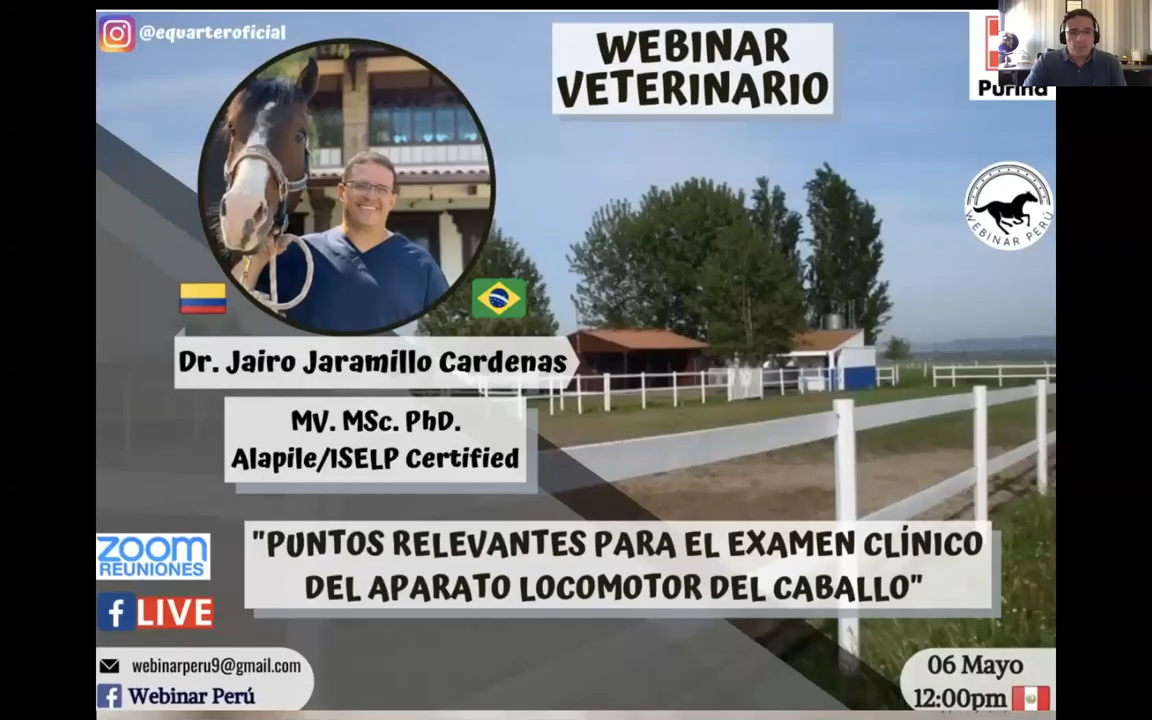 @equarteroficial
WEBINAR
VETERINARIO
Purina
WEBINAR PERÚ
Dr. Jairo Jaramillo Cardenas
MV. MSc. PhD.
Alapile/ISELP Certified
"PUNTOS RELEVANTES PARA EL EXAMEN CLÍNICO
DEL APARATO LOCOMOTOR DEL CABALLO"
zoom
REUNIONES
f LIVE
webinarperu9@gmail.com
f Webinar Perú
06 Mayo
12:00pm